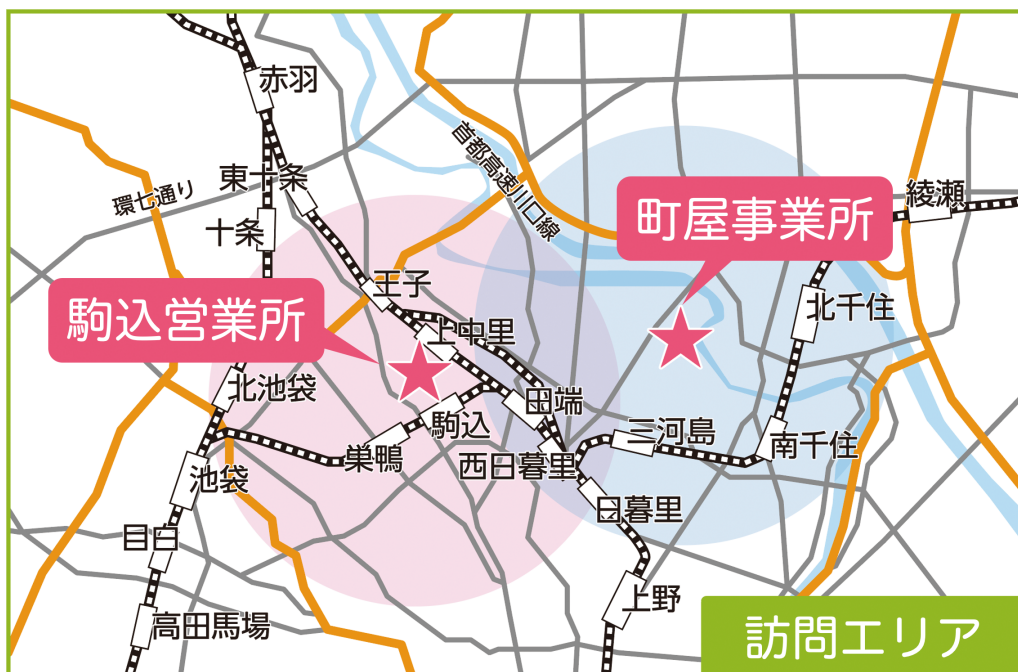 赤羽
首都高速川口線
東十条
環七通り
綾瀬
町屋事業所
十条
王子
北千住
駒込営業所
上中里
北池袋
田端
駒込
三河島
巣鴨
西日暮里
南千住
池袋
日暮里
目白
上野
高田馬場
訪問エリア